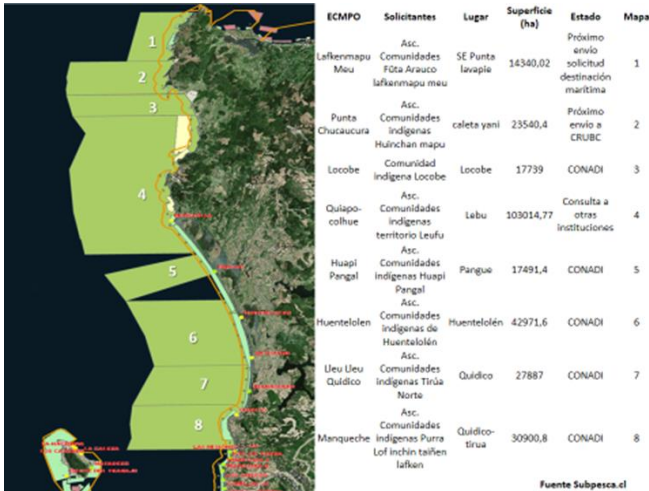 ECMPO Solicitantes Lugar Superficie (ha) Estado Mapa
Lafkenmapu Meu Asc. Comunidades Fûta Arauco lafkenmapu meu SE Punta lavapie 14340,02 Próximo envio solicitud destinación marítima 1
Punta Chucaucura Asc. Comunidades indígenas Huinchan mapu caleta yani 23540,4 Próximo envio a CRUBC 2
Locobe Comunidad indígena Locobe Locobe 17739 CONADI 3
Quiapo-colhue Asc. Comunidades indígenas territorio Leufu Lebu 103014,77 Consulta a otras instituciones 4
Huapi Pangal Asc. Comunidades indígenas Huapi Pangal Pangue 17491,4 CONADI 5
Huentelolen Asc. Comunidades indígenas de Huentelolén Huentelolén 42971,6 CONADI 6
Lleu Lleu Quidico Asc. Comunidades indígenas Tirúa Norte Quidico 27887 CONADI 7
Manqueche Asc. Comunidades indígenas Purra Lof inchin taiñen lafken Quidico-tirua 30900,8 CONADI 8
Fuente Subpesca.cl
1
2
3
4
5
6
7
8